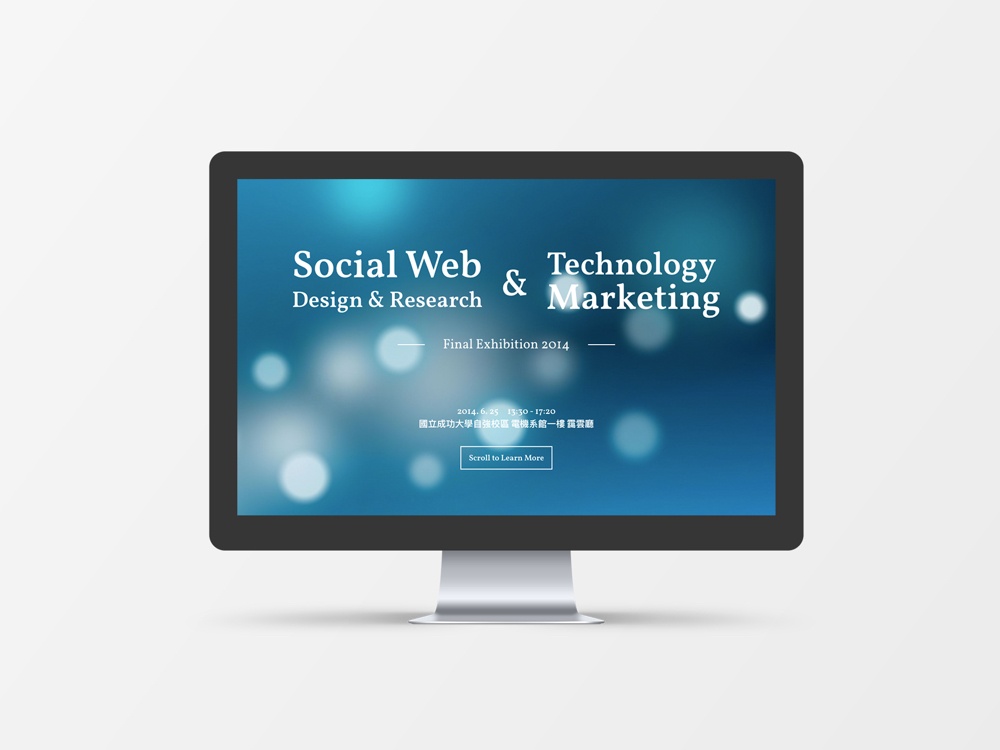 Social Web
Design & Research
&
Technology
Marketing
Final Exhibition 2014
2014. 6. 25 13:30 - 17:20
國立成功大學自強校區 電機系館一樓 靄雲廳
Scroll to Learn More